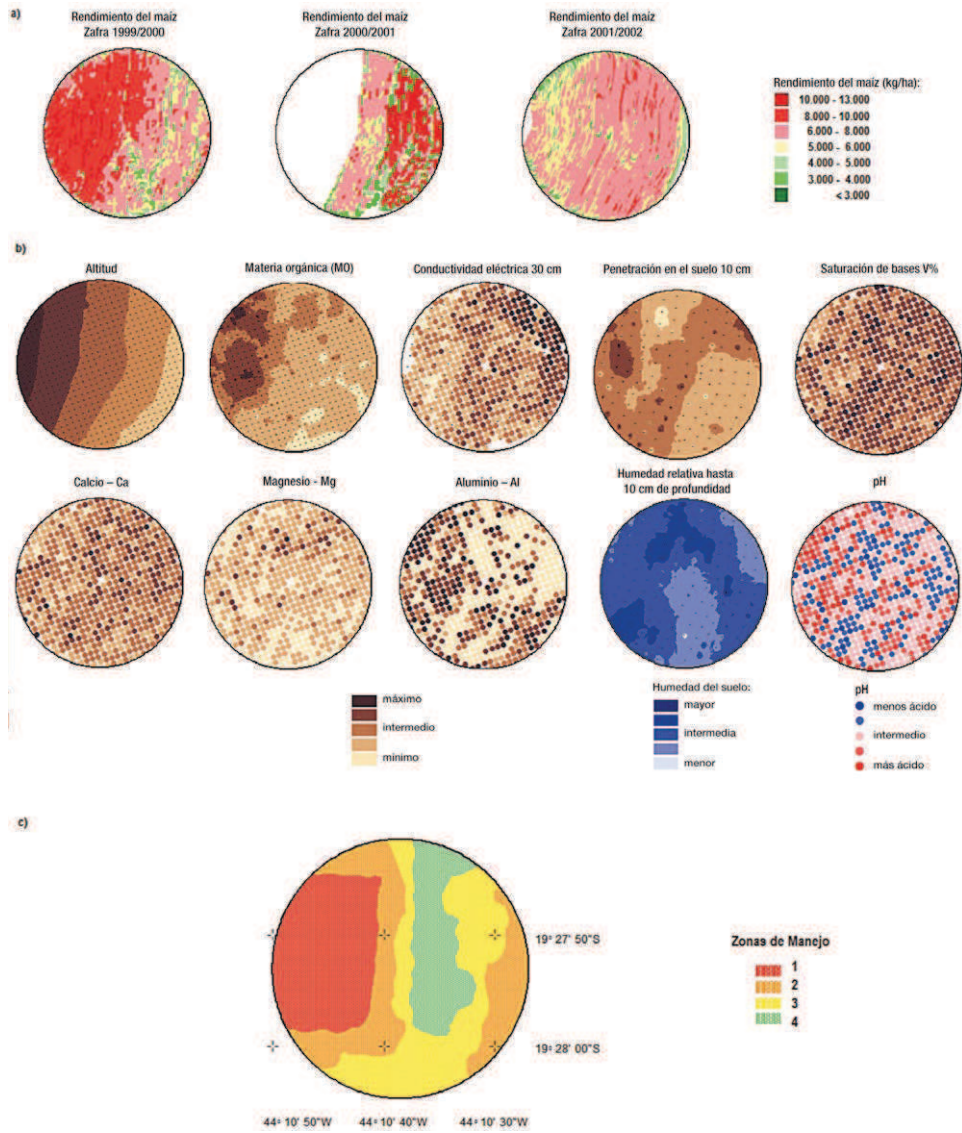 a)
Rendimiento del maíz
Zafra 1999/2000
Rendimiento del maíz
Zafra 2000/2001
Rendimiento del maíz
Zafra 2001/2002
Rendimiento del maíz (kg/ha):
10.000 - 13.000
8.000 - 10.000
6.000 - 8.000
5.000 - 6.000
4.000 - 5.000
3.000 - 4.000
< 3.000
b)
Altitud
Materia orgánica (MO)
Conductividad eléctrica 30 cm
Penetración en el suelo 10 cm
Saturación de bases V%
Calcio – Ca
Magnesio - Mg
Aluminio – Al
Humedad relativa hasta
10 cm de profundidad
pH
máximo
intermedio
mínimo
Humedad del suelo:
mayor
intermedia
menor
pH
menos ácido
intermedio
más ácido
c)
19º 27' 50"S
19º 28' 00"S
44º 10' 50"W
44º 10' 40"W
44º 10' 30"W
Zonas de Manejo
1
2
3
4